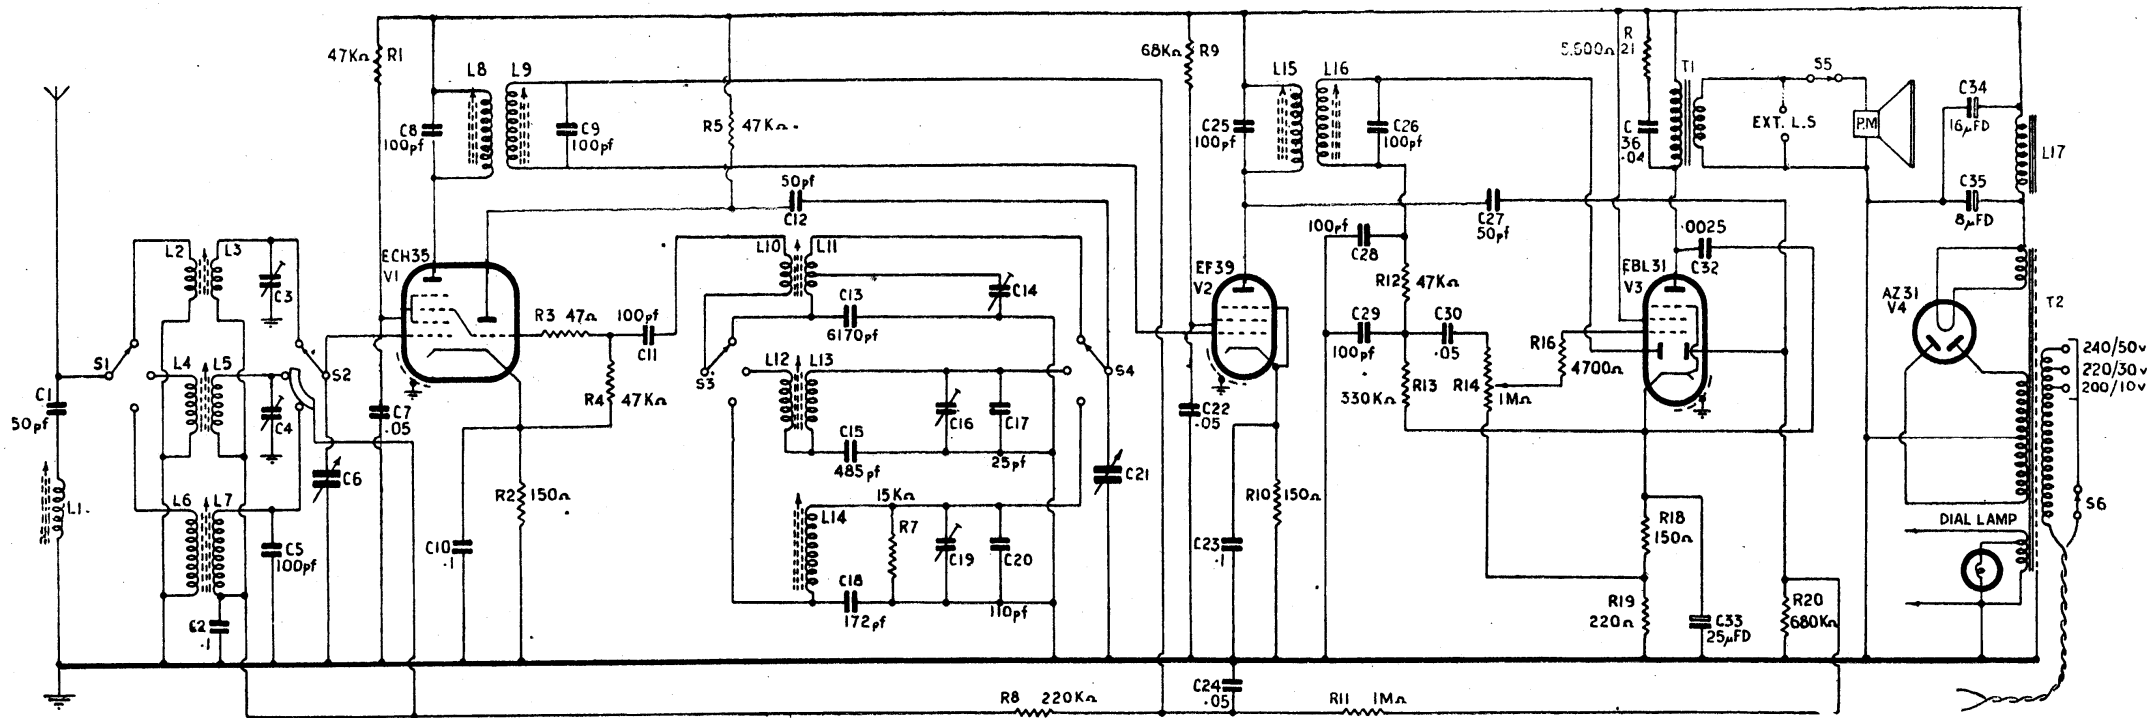 47KΩ R1
L8
L9
C8
100pf
C9
100pf
R5 47KΩ
50pf
C12
68KΩ R9
L15
L16
C25
100pf
C26
100pf
R
21
5,600Ω
C
36
.04
T1
S5
EXT. L.S
P.M
C34
16µFD
L17
C35
8µFD
L2
L3
C3
ECH35
V1
L10
L11
C14
C13
6170pf
R3 47Ω
100pf
C11
EF39
V2
100pf
C28
C27
50pf
R12
47KΩ
C29
100pf
C30
.05
EBL31
V3
.0025
C32
AZ31
V4
T2
240/50v
220/30v
200/10v
S1
L4
L5
S2
C4
C1
50pf
C7
.05
R4
47KΩ
S3
L12
L13
S4
C16
C17
25pf
C15
485pf
C22
.05
R16
4700Ω
R13
330KΩ
R14
1MΩ
C6
L1
L6
L7
C5
100pf
C2
.1
R2
150Ω
C10
.1
15KΩ
L14
R7
C19
C20
110pf
C18
172pf
C21
R10
150Ω
C23
.1
R18
150Ω
R19
220Ω
C33
25µFD
R20
680KΩ
DIAL LAMP
S6
R8 220KΩ
C24
.05
R11 1MΩ